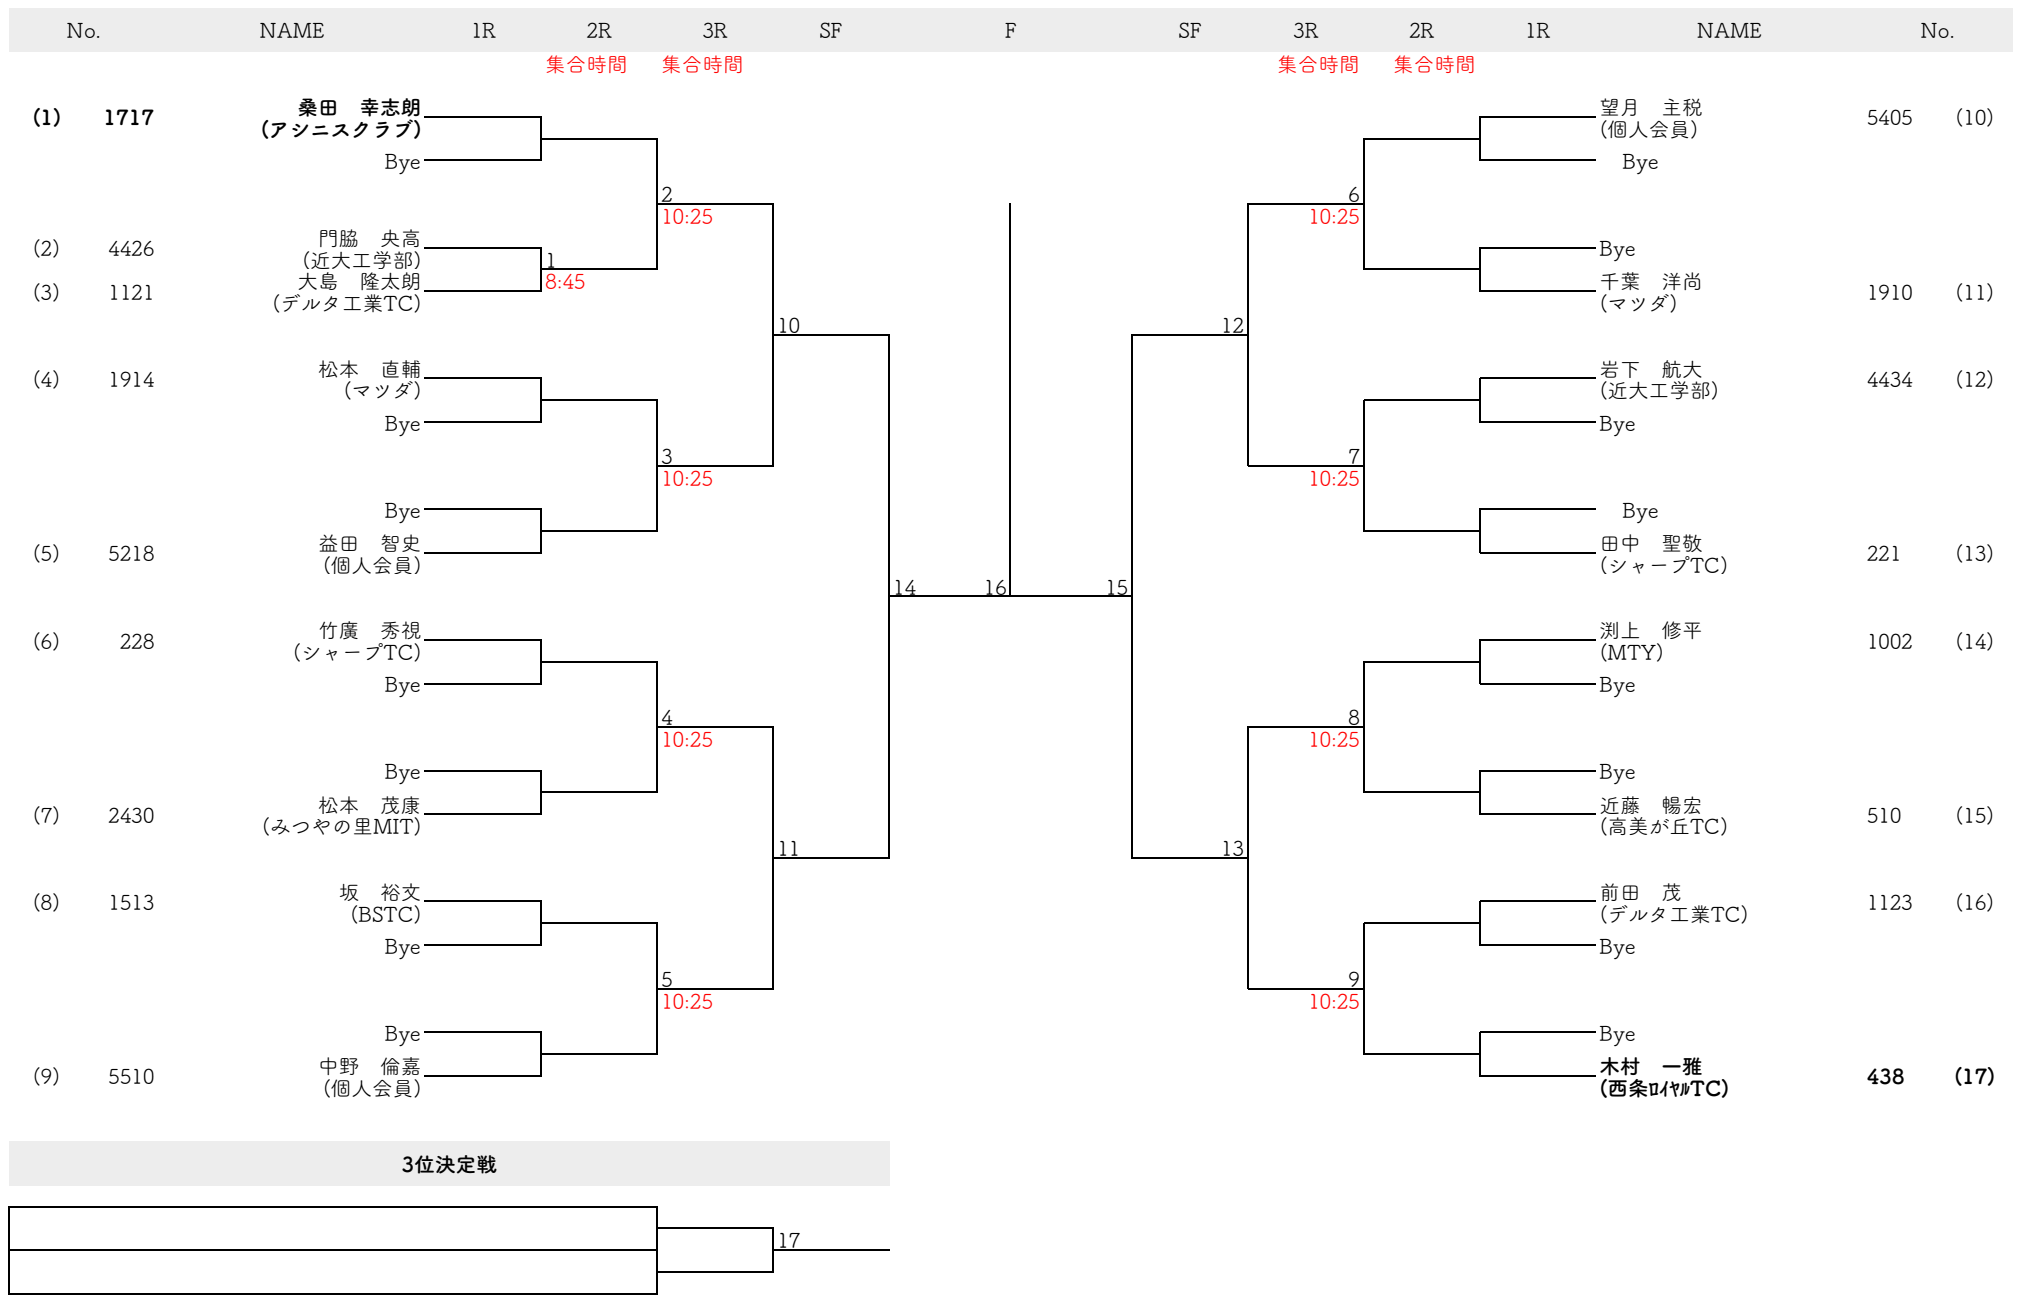 No. NAME 1R 2R 3R SF F SF 3R 2R 1R NAME No.
集合時間 集合時間 集合時間 集合時間
(1) 1717 桑田　幸志朗 望月　主税 5405 (10)
(アシニスクラブ) (個人会員)
Bye Bye
2 6
10:25 10:25
(2) 4426 門脇　央高 Bye
(近大工学部) 1
(3) 1121 大島　隆太朗 8:45 千葉　洋尚 1910 (11)
(デルタ工業TC) (マツダ)
10 12
(4) 1914 松本　直輔 岩下　航大 4434 (12)
(マツダ) (近大工学部)
Bye Bye
3 7
10:25 10:25
Bye Bye
(5) 5218 益田　智史 田中　聖敬 221 (13)
(個人会員) (シャープTC)
14 16 15
(6) 228 竹廣　秀視 渕上　修平 1002 (14)
(シャープTC) (MTY)
Bye Bye
4 8
10:25 10:25
Bye Bye
(7) 2430 松本　茂康 近藤　暢宏 510 (15)
(みつやの里MIT) (高美が丘TC)
11 13
(8) 1513 坂　裕文 前田　茂 1123 (16)
(BSTC) (デルタ工業TC)
Bye Bye
5 9
10:25 10:25
Bye Bye
(9) 5510 中野　倫嘉 木村　一雅 438 (17)
(個人会員) (西条ﾛｲﾔﾙTC)
3位決定戦
17